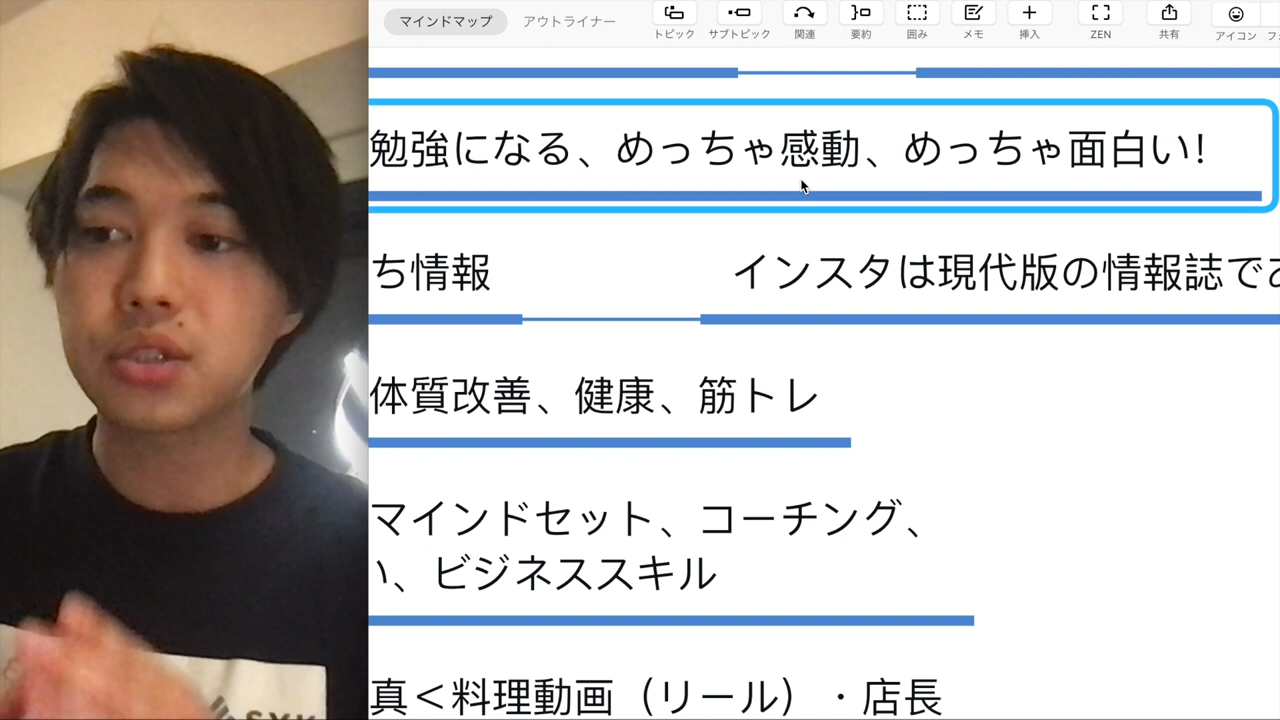 マインドマップ
アウトライナー
トピック
サブトピック
関連
要約
囲み
メモ
挿入
ZEN
共有
アイコン
勉強になる、めっちゃ感動、めっちゃ面白い!
ち情報
インスタは現代版の情報誌で
体質改善、健康、筋トレ
マインドセット、コーチング、
い、ビジネススキル
真＜料理動画（リール）・店長